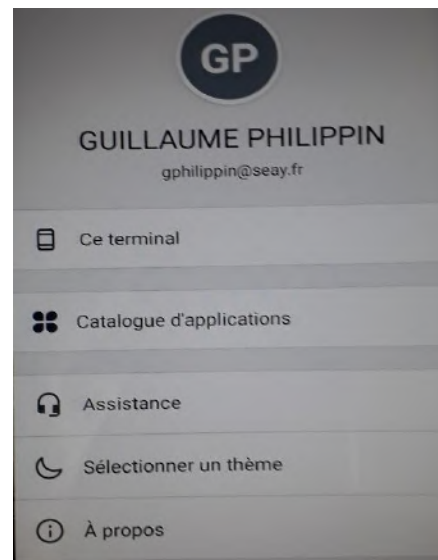 GP
GUILLAUME PHILIPPIN
gphilippin@seay.fr
Ce terminal
Catalogue d'applications
Assistance
Sélectionner un thème
À propos